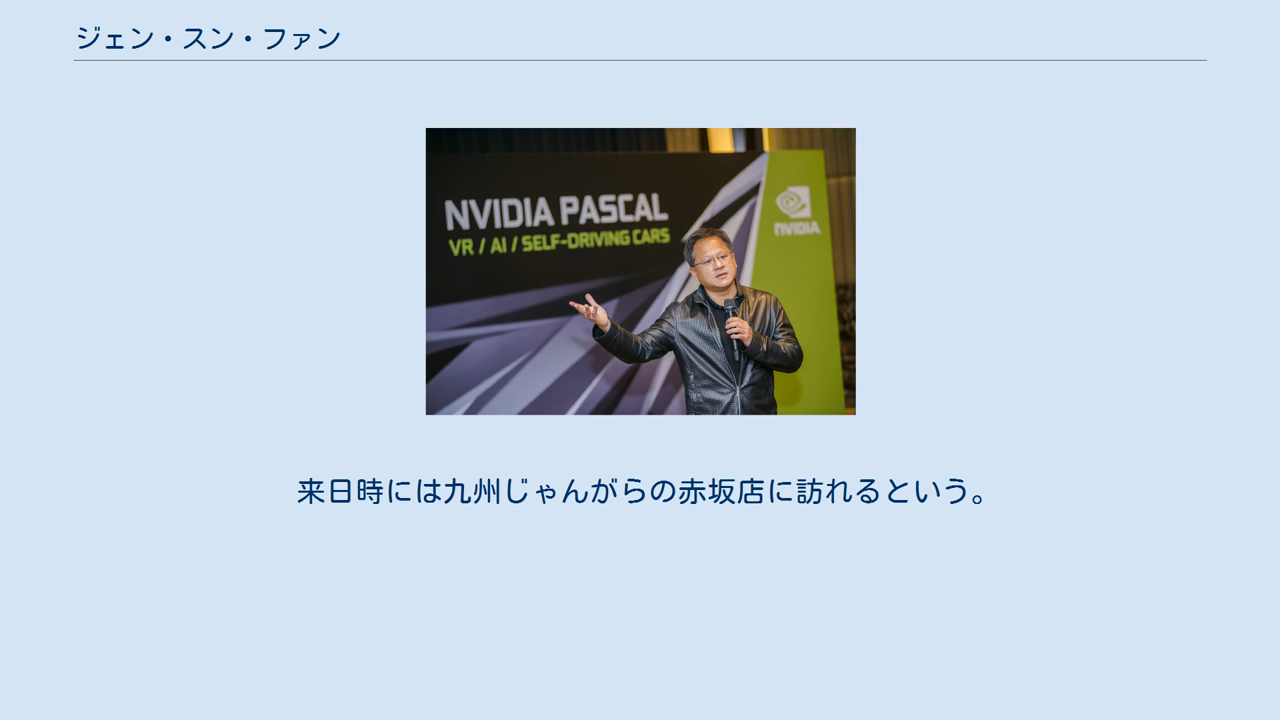 ジェン・スン・ファン
NVIDIA PASCAL
VR / AI / SELF-DRIVING CARS
NVIDIA
来日時には九州じゃんがらの赤坂店に訪れるという。